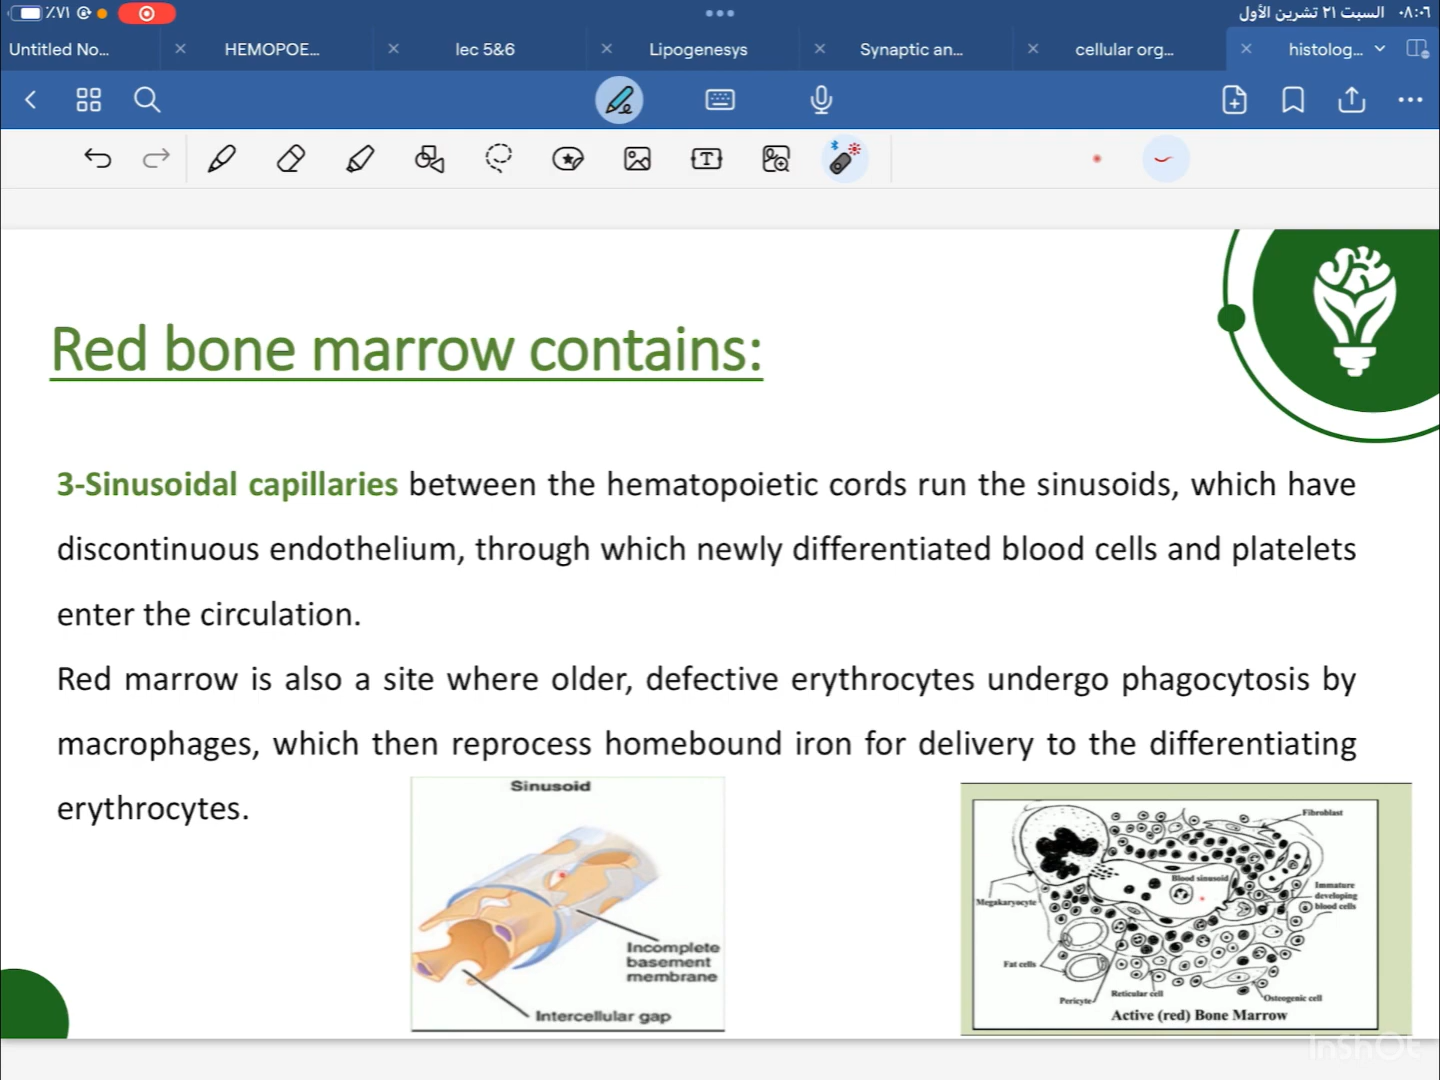 ٪٧١
السبت ٢١ تشرين الأول ٠٨:٠٦
Untitled No...
HEMOPOE...
lec 5&6
Lipogenesys
Synaptic an...
cellular org...
histolog...
Red bone marrow contains:
3-Sinusoidal capillaries between the hematopoietic cords run the sinusoids, which have
discontinuous endothelium, through which newly differentiated blood cells and platelets
enter the circulation.
Red marrow is also a site where older, defective erythrocytes undergo phagocytosis by
macrophages, which then reprocess homebound iron for delivery to the differentiating
erythrocytes.
Sinusoid
Incomplete
basement
membrane
Intercellular gap
Fibroblast
Blood sinusoid
Immature
developing
blood cells
Megakaryocyte
Fat cells
Pericyte
Reticular cell
Osteogenic cell
Active (red) Bone Marrow
InShOt